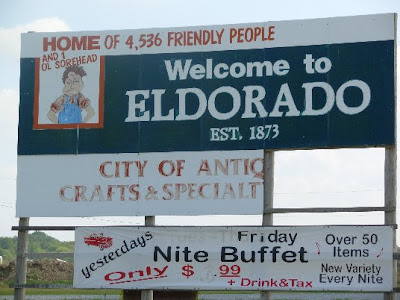 HOME OF 4,536 FRIENDLY PEOPLE
AND 1
OL' SOREHEAD
Welcome to
ELDORADO
EST. 1873
CITY OF ANTIQ
CRAFTS & SPECIALT
yesterdays
Friday
Nite Buffet
Only $ .99
+ Drink&Tax
Over 50
Items
New Variety
Every Nite